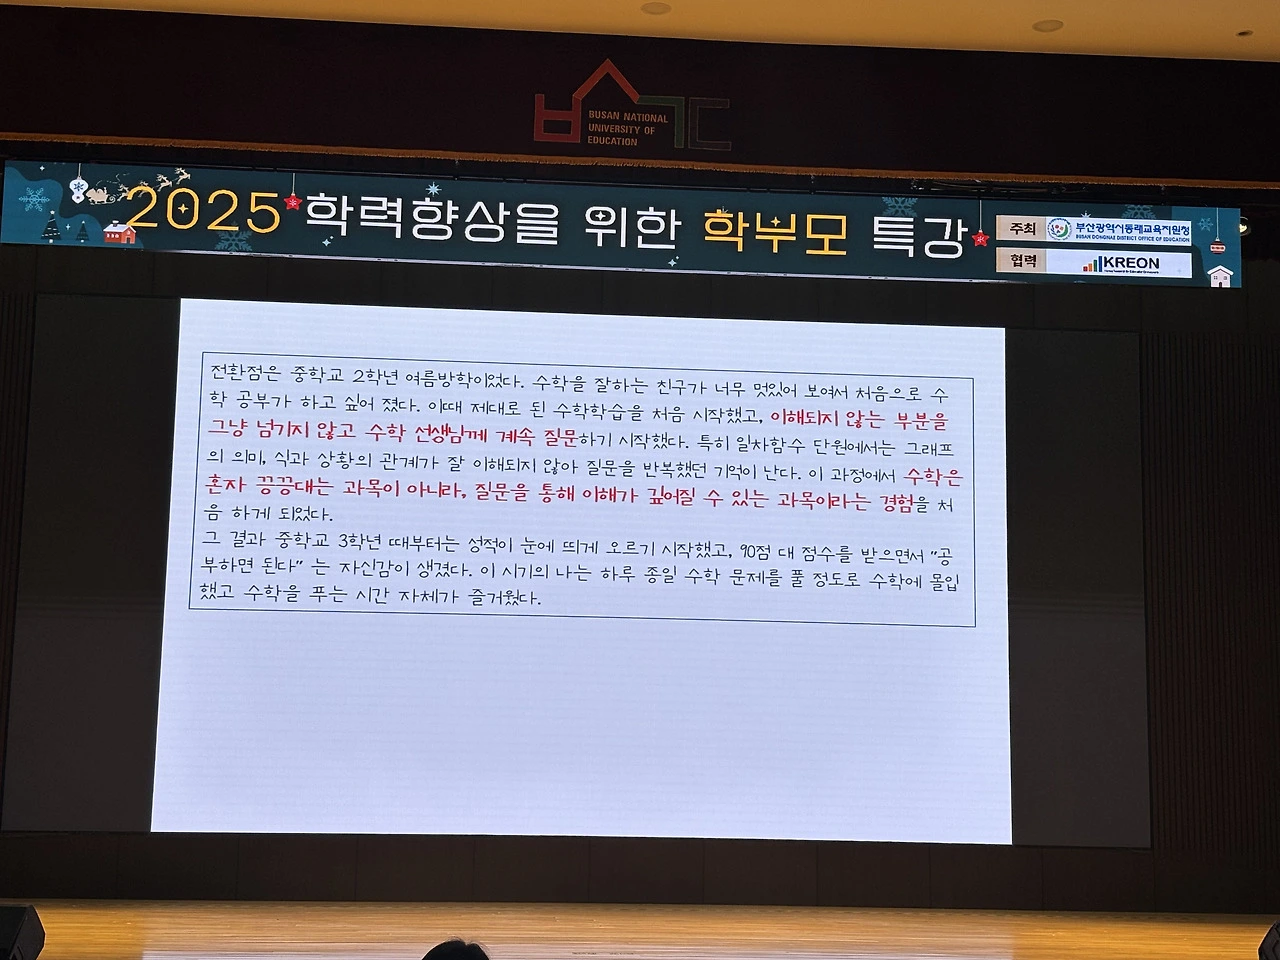 BUSAN NATIONAL
UNIVERSITY OF
EDUCATION
2025 학력향상을 위한 학부모 특강
주최 부산광역시동래교육지원청
BUSAN DONGNAE DISTRICT OFFICE OF EDUCATION
협력 KREON
전환점은 중학교 2학년 여름방학이었다. 수학을 잘하는 친구가 너무 멋있어 보여서 처음으로 수
학 공부가 하고 싶어 졌다. 이때 제대로 된 수학학습을 처음 시작했고, 이해되지 않는 부분을
그냥 넘기지 않고 수학 선생님께 계속 질문하기 시작했다. 특히 일차함수 단원에서는 그래프
의 의미, 식과 상황의 관계가 잘 이해되지 않아 질문을 반복했던 기억이 난다. 이 과정에서 수학은
혼자 끙끙대는 과목이 아니라, 질문을 통해 이해가 깊어질 수 있는 과목이라는 경험을 처
음 하게 되었다.
그 결과 중학교 3학년 때부터는 성적이 눈에 띄게 오르기 시작했고, 90점 대 점수를 받으면서 "공
부하면 된다" 는 자신감이 생겼다. 이 시기의 나는 하루 종일 수학 문제를 풀 정도로 수학에 몰입
했고 수학을 푸는 시간 자체가 즐거웠다.